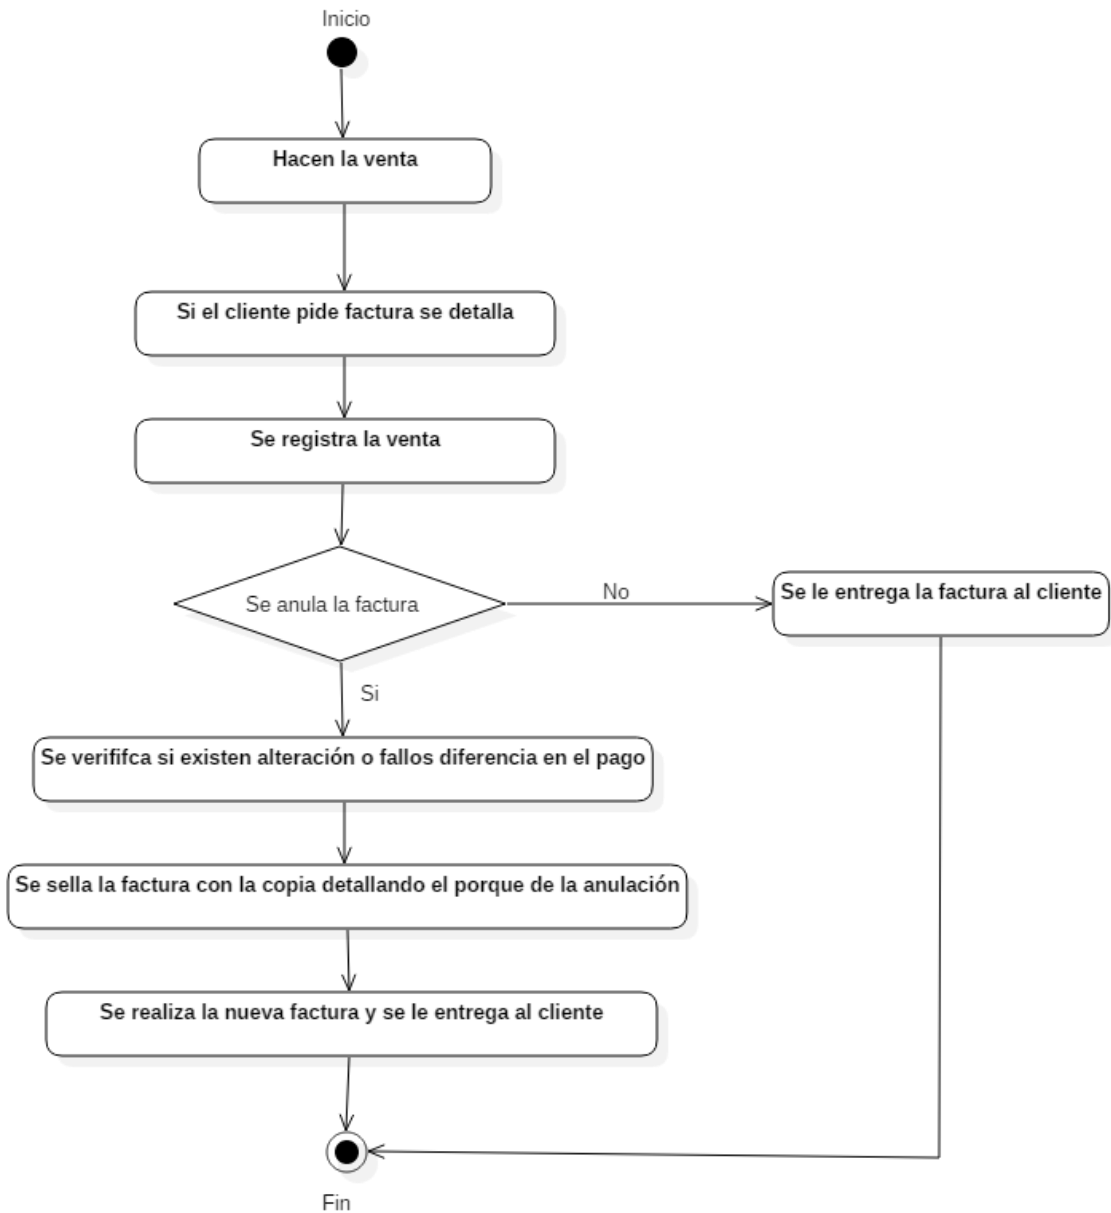 Inicio
Hacen la venta
Si el cliente pide factura se detalla
Se registra la venta
Se anula la factura
No
Se le entrega la factura al cliente
Si
Se verififca si existen alteración o fallos diferencia en el pago
Se sella la factura con la copia detallando el porque de la anulación
Se realiza la nueva factura y se le entrega al cliente
Fin